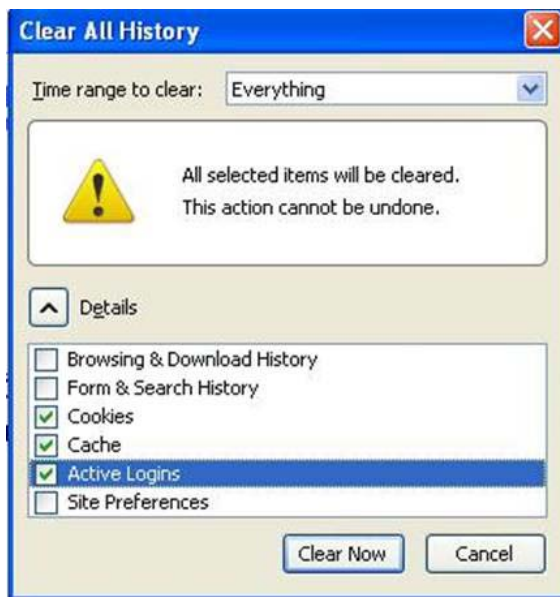 Clear All History
Time range to clear: Everything
All selected items will be cleared.
This action cannot be undone.
Details
Browsing & Download History
Form & Search History
Cookies
Cache
Active Logins
Site Preferences
Clear Now Cancel